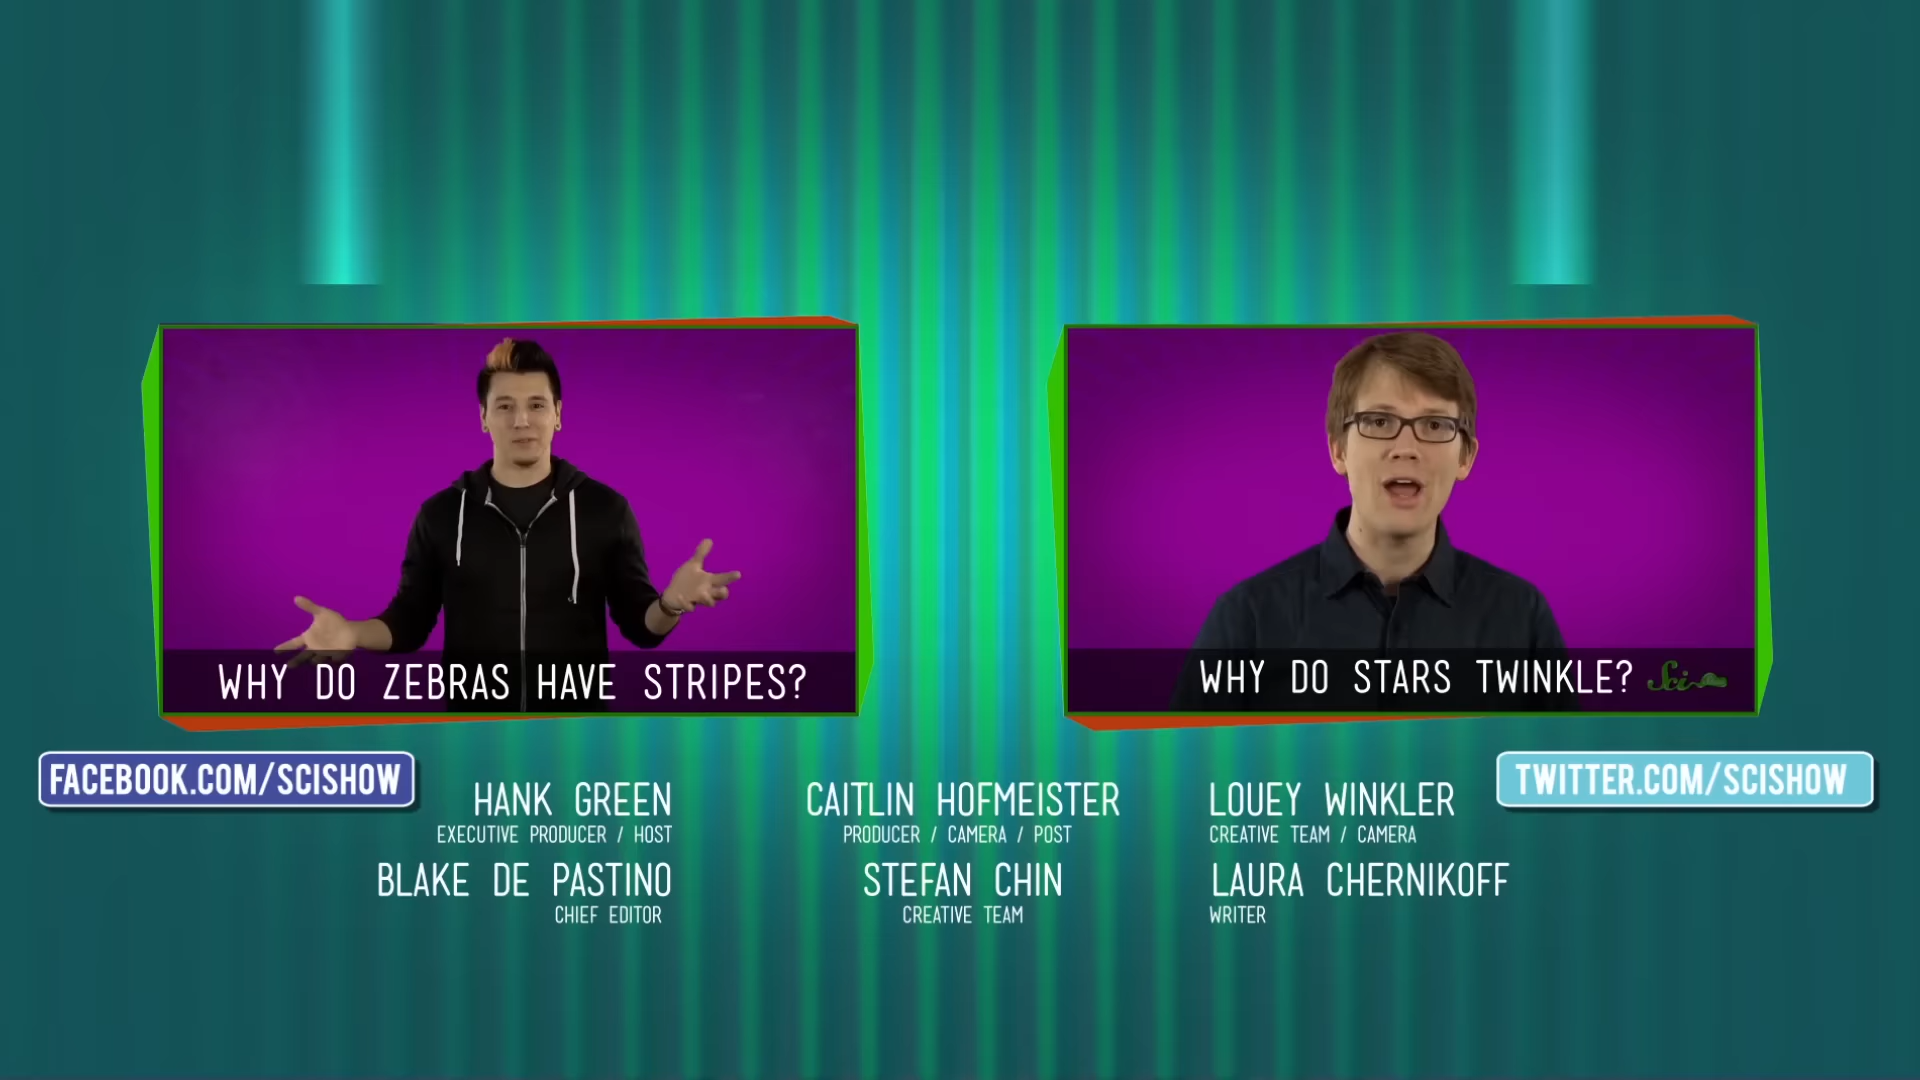 WHY DO ZEBRAS HAVE STRIPES?
WHY DO STARS TWINKLE?
Sci
FACEBOOK.COM/SCISHOW
TWITTER.COM/SCISHOW
HANK GREEN
EXECUTIVE PRODUCER / HOST
CAITLIN HOFMEISTER
PRODUCER / CAMERA / POST
LOUEY WINKLER
CREATIVE TEAM / CAMERA
BLAKE DE PASTINO
CHIEF EDITOR
STEFAN CHIN
CREATIVE TEAM
LAURA CHERNIKOFF
WRITER